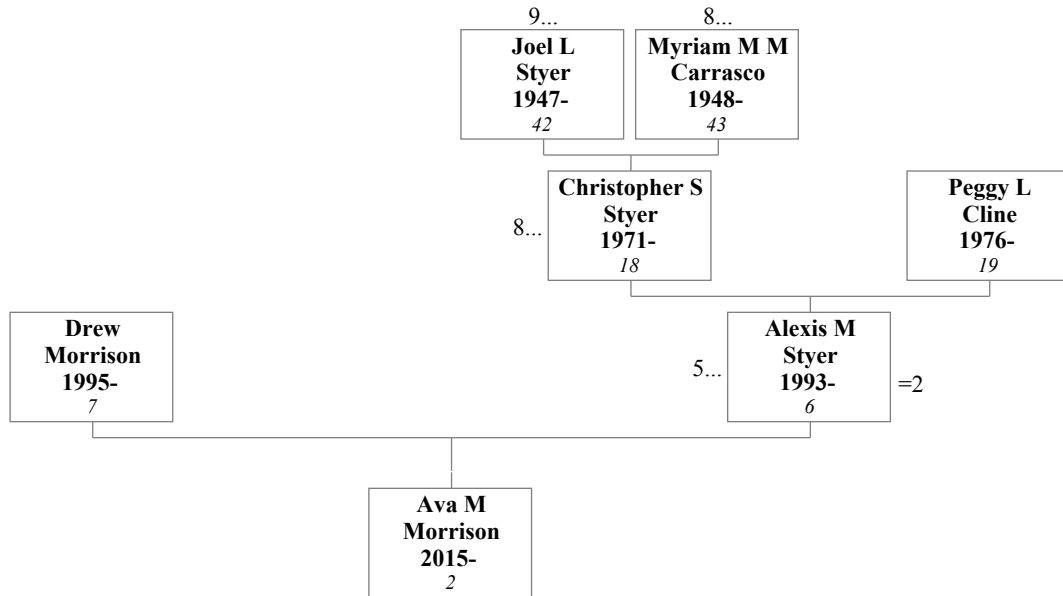 9...
8...
Joel L
Styer
1947-
42
Myriam M M
Carrasco
1948-
43
8...
Christopher S
Styer
1971-
18
Peggy L
Cline
1976-
19
Drew
Morrison
1995-
7
5...
Alexis M
Styer
1993-
6
=2
Ava M
Morrison
2015-
2